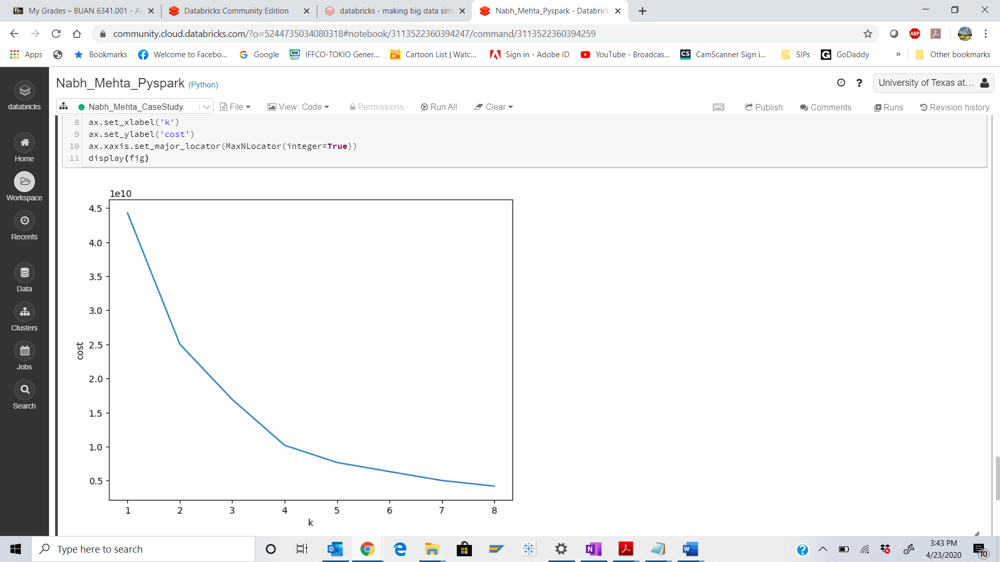 My Grades – BUAN 6341.001 - Ap
Databricks Community Edition
databricks - making big data sim
Nabh_Mehta_Pyspark - Databrick
community.cloud.databricks.com/?o=5244735034080318#notebook/3113522360394247/command/3113522360394259
ABP
Apps
Bookmarks
Welcome to Facebo...
Google
IFFCO-TOKIO Gener...
Cartoon List | Watc...
Sign in - Adobe ID
YouTube - Broadcas...
CamScanner Sign i...
SIPs
GoDaddy
»
Other bookmarks
databricks
Home
Workspace
Recents
Data
Clusters
Jobs
Search
Nabh_Mehta_Pyspark (Python)
University of Texas at...
Nabh_Mehta_CaseStudy
File
View: Code
Permissions
Run All
Clear
Publish
Comments
Runs
Revision history
8 ax.set_xlabel('k')
9 ax.set_ylabel('cost')
10 ax.xaxis.set_major_locator(MaxNLocator(integer=True))
11 display(fig)
1e10
4.5
4.0
3.5
3.0
2.5
2.0
1.5
1.0
0.5
cost
1 2 3 4 5 6 7 8
k
Type here to search
3:43 PM
4/23/2020
10